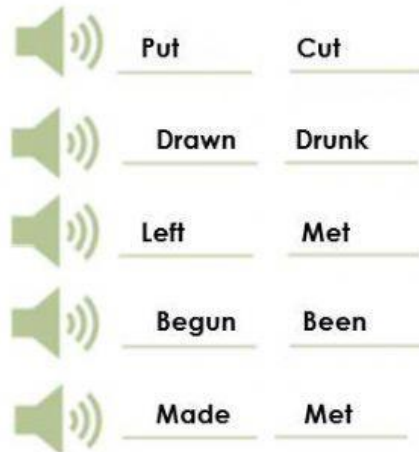 Put Cut
Drawn Drunk
Left Met
Begun Been
Made Met